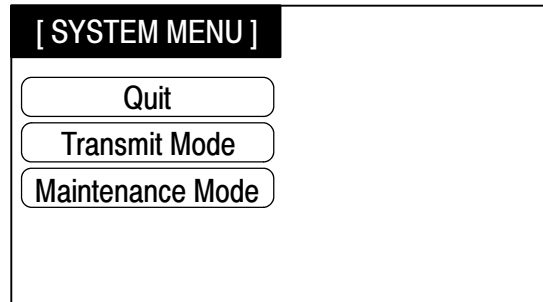 [ SYSTEM MENU ]
Quit
Transmit Mode
Maintenance Mode